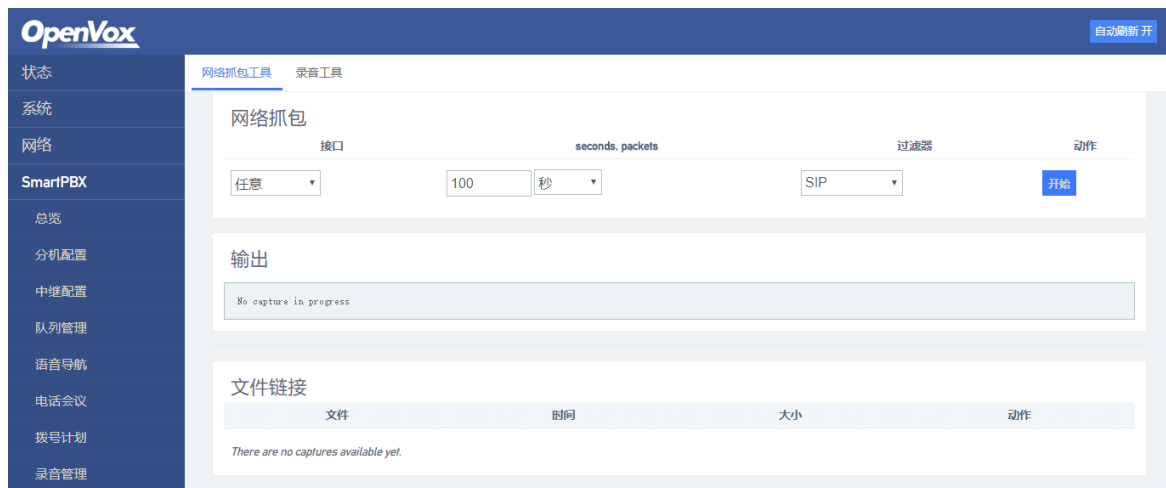 OpenVox
自动刷新 开
状态
系统
网络
SmartPBX
总览
分机配置
中继配置
队列管理
语音导航
电话会议
拨号计划
录音管理
网络抓包工具 录音工具
网络抓包
接口 seconds, packets 过滤器 动作
任意 100 秒 SIP 开始
输出
No capture in progress
文件链接
文件 时间 大小 动作
There are no captures available yet.